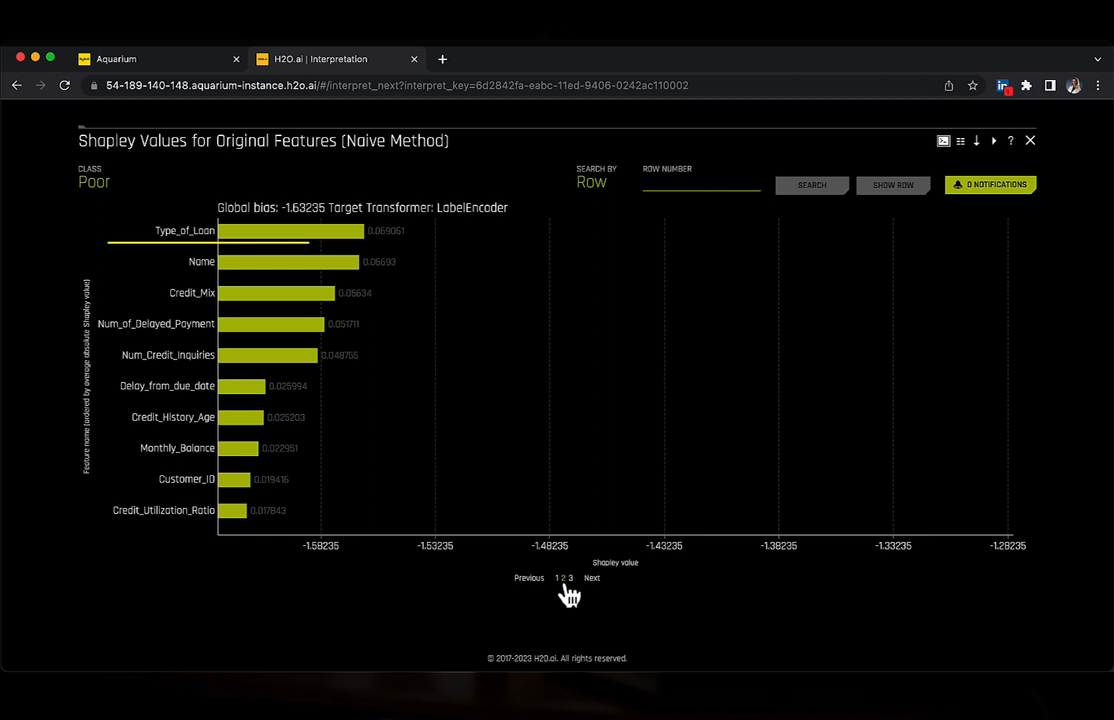 Aquarium
H2O.ai | Interpretation
54-189-140-148.aquarium-instance.h2o.ai/#/interpret_next?interpret_key=6d2842fa-eabc-11ed-9406-0242ac110002
Shapley Values for Original Features (Naive Method)
CLASS
Poor
SEARCH BY
Row
ROW NUMBER
SEARCH
SHOW ROW
0 NOTIFICATIONS
Global bias: -1.63235 Target Transformer: LabelEncoder
Feature name (ordered by average absolute Shapley value)
Type_of_Loan 0.069061
Name 0.06693
Credit_Mix 0.05634
Num_of_Delayed_Payment 0.051711
Num_Credit_Inquiries 0.048755
Delay_from_due_date 0.025994
Credit_History_Age 0.025203
Monthly_Balance 0.022951
Customer_ID 0.019416
Credit_Utilization_Ratio 0.017843
-1.58235 -1.53235 -1.48235 -1.43235 -1.38235 -1.33235 -1.28235
Shapley value
Previous 1 2 3 Next
© 2017-2023 H2O.ai. All rights reserved.